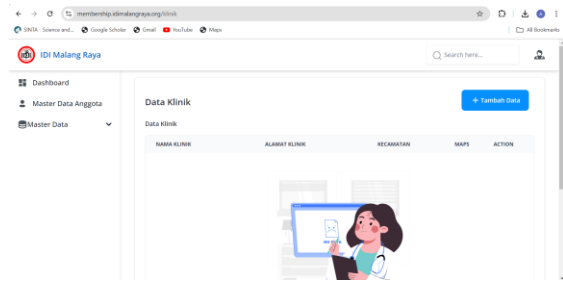 membership.idimalangraya.org/klinik
SINTA - Science and... Google Scholar Gmail YouTube Maps All Bookmarks
IDI Malang Raya
Search here...
Dashboard
Master Data Anggota
Master Data
Data Klinik
+ Tambah Data
Data Klinik
NAMA KLINIK ALAMAT KLINIK KECAMATAN MAPS ACTION
NO DATA